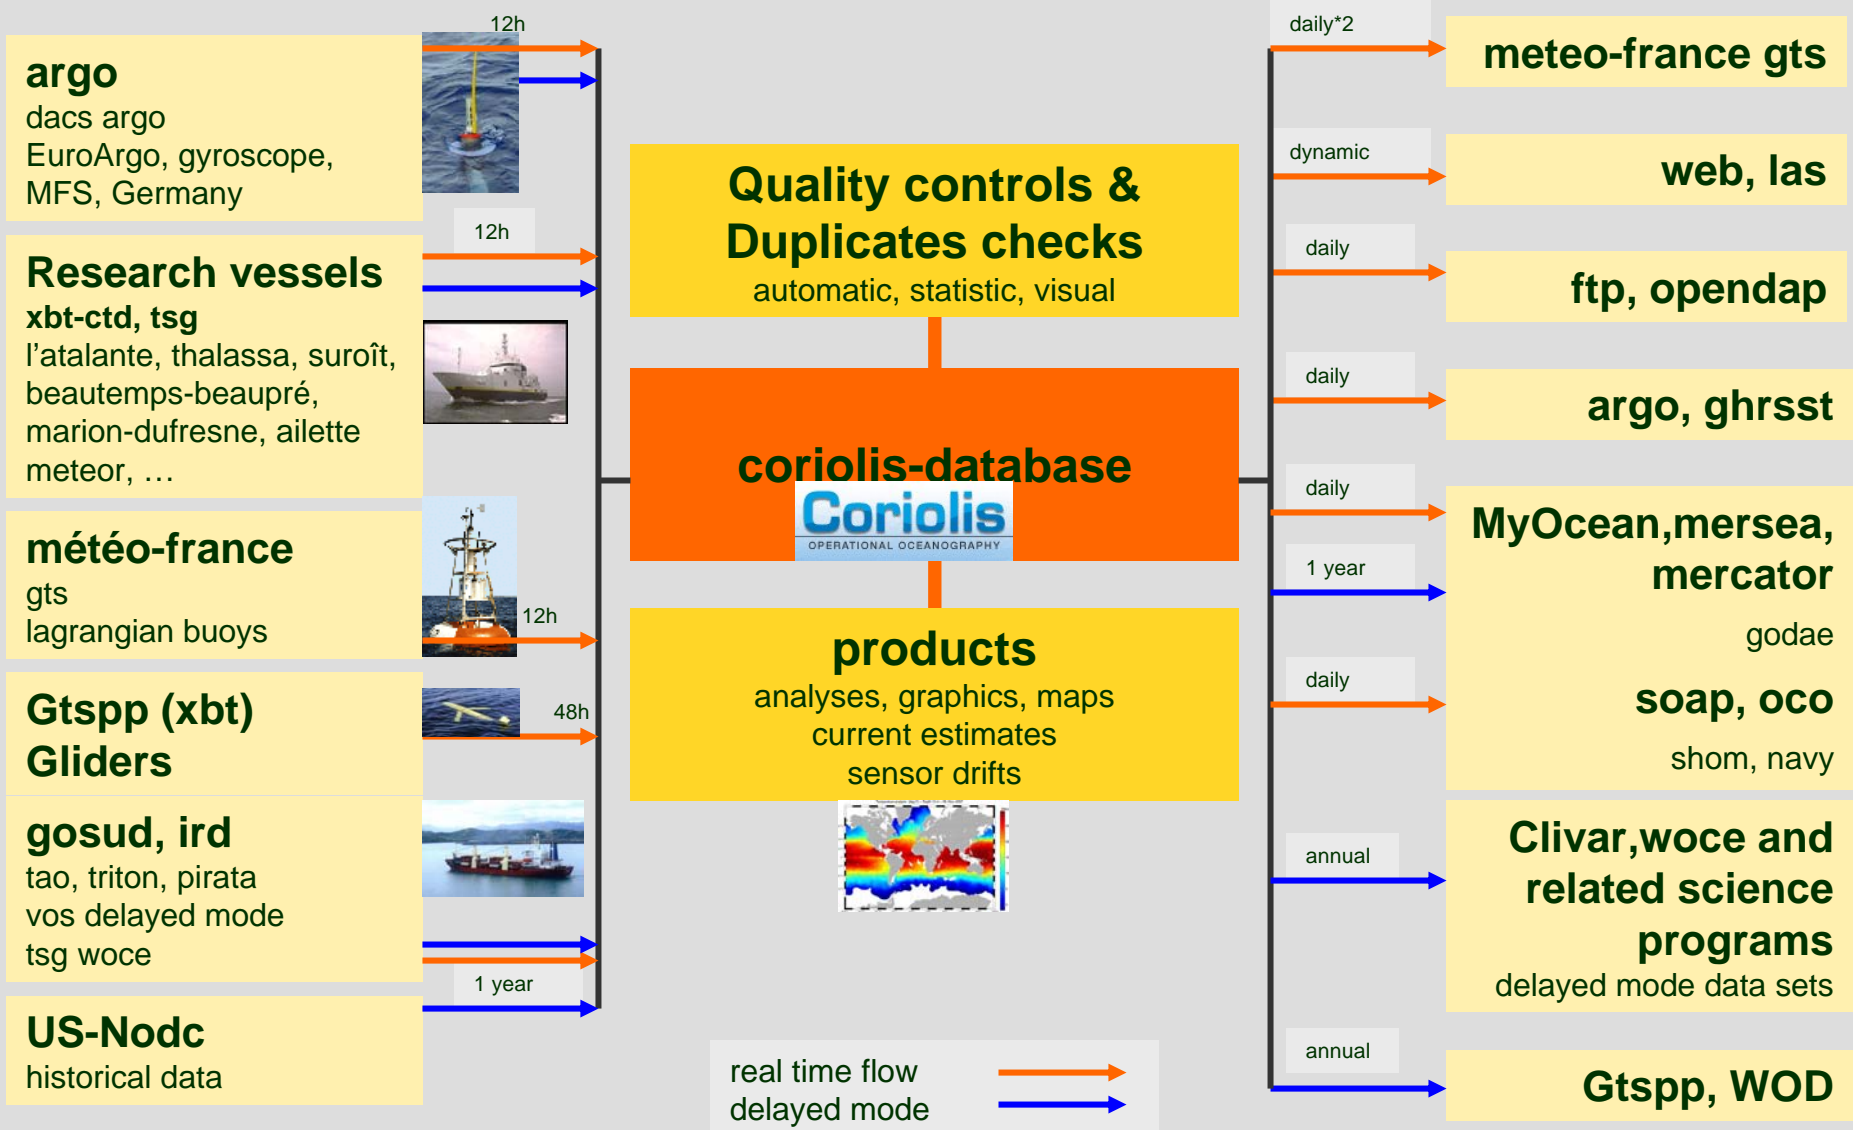 12h
argo
dacs argo
EuroArgo, gyroscope,
MFS, Germany
12h
Research vessels
xbt-ctd, tsg
l’atalante, thalassa, suroît,
beautemps-beaupré,
marion-dufresne, ailette
meteor, …
météo-france
gts
lagrangian buoys
12h
Gtspp (xbt)
Gliders
48h
gosud, ird
tao, triton, pirata
vos delayed mode
tsg woce
1 year
US-Nodc
historical data
Quality controls &
Duplicates checks
automatic, statistic, visual
coriolis-database
Coriolis
OPERATIONAL OCEANOGRAPHY
products
analyses, graphics, maps
current estimates
sensor drifts
real time flow
delayed mode
daily*2
meteo-france gts
dynamic
web, las
daily
ftp, opendap
daily
argo, ghrsst
daily
MyOcean,mersea,
mercator
1 year
godae
daily
soap, oco
shom, navy
annual
Clivar,woce and
related science
programs
delayed mode data sets
annual
Gtspp, WOD